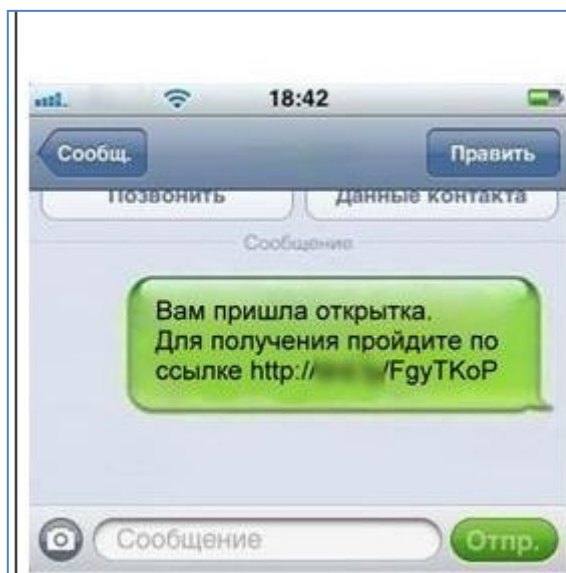 18:42
Сообщ.
Править
Позвонить
Данные контакта
Сообщение
Вам пришла открытка.
Для получения пройдите по
ссылке http:// /FgyTKoP
Сообщение
Отпр.